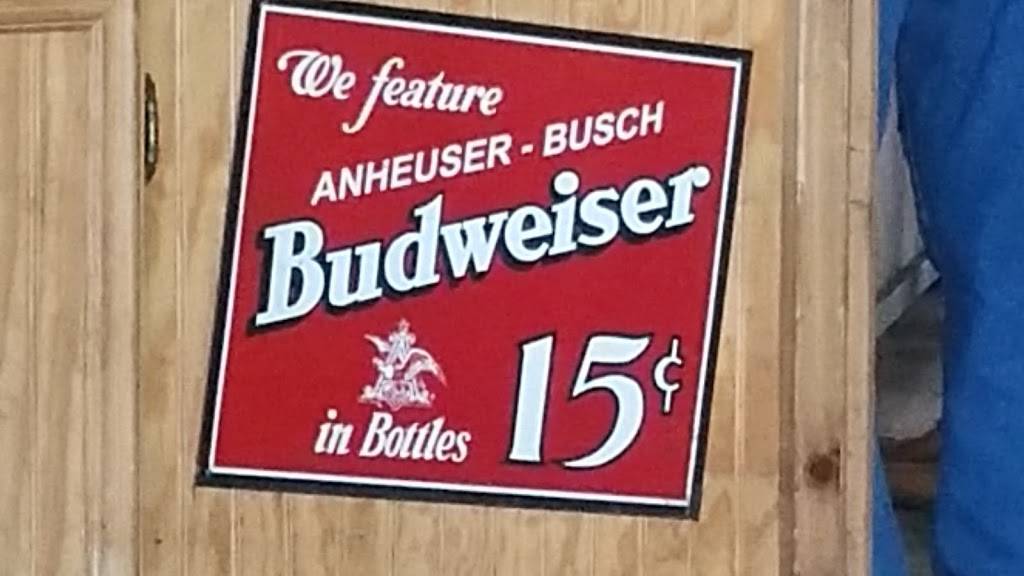 We feature
ANHEUSER - BUSCH
Budweiser
in Bottles
15¢